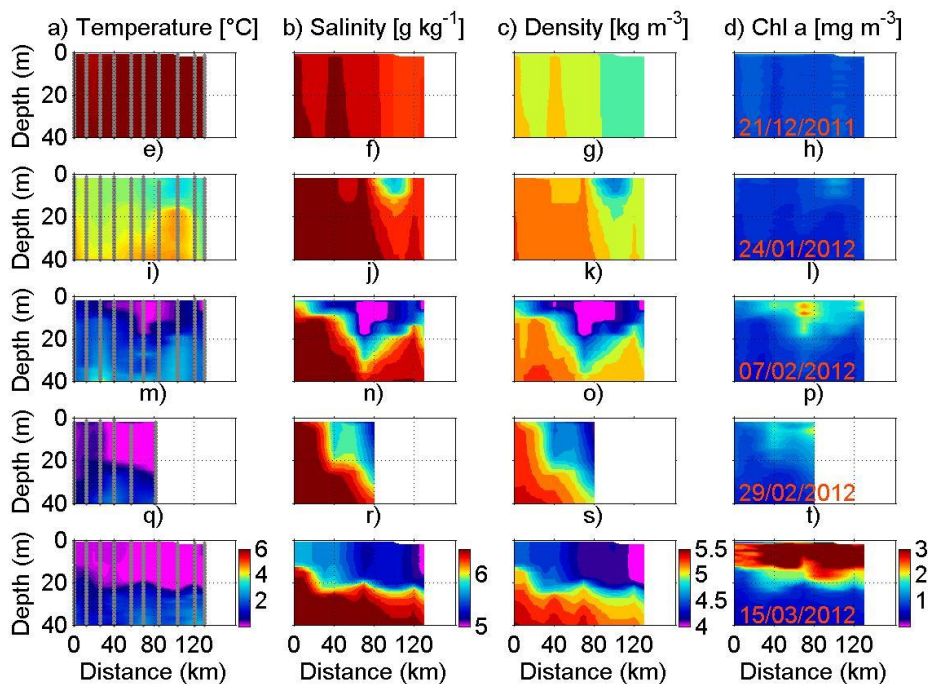 a) Temperature [°C] b) Salinity [g kg⁻¹] c) Density [kg m⁻³] d) Chl a [mg m⁻³]
Depth (m)
0
20
40
21/12/2011
e) f) g) h)
Depth (m)
0
20
40
24/01/2012
i) j) k) l)
Depth (m)
0
20
40
07/02/2012
m) n) o) p)
Depth (m)
0
20
40
29/02/2012
q) r) s) t)
Depth (m)
0
20
40
6
4
2
6
5
5.5
5
4.5
4
3
2
1
15/03/2012
0 40 80 120 0 40 80 120 0 40 80 120 0 40 80 120
Distance (km) Distance (km) Distance (km) Distance (km)